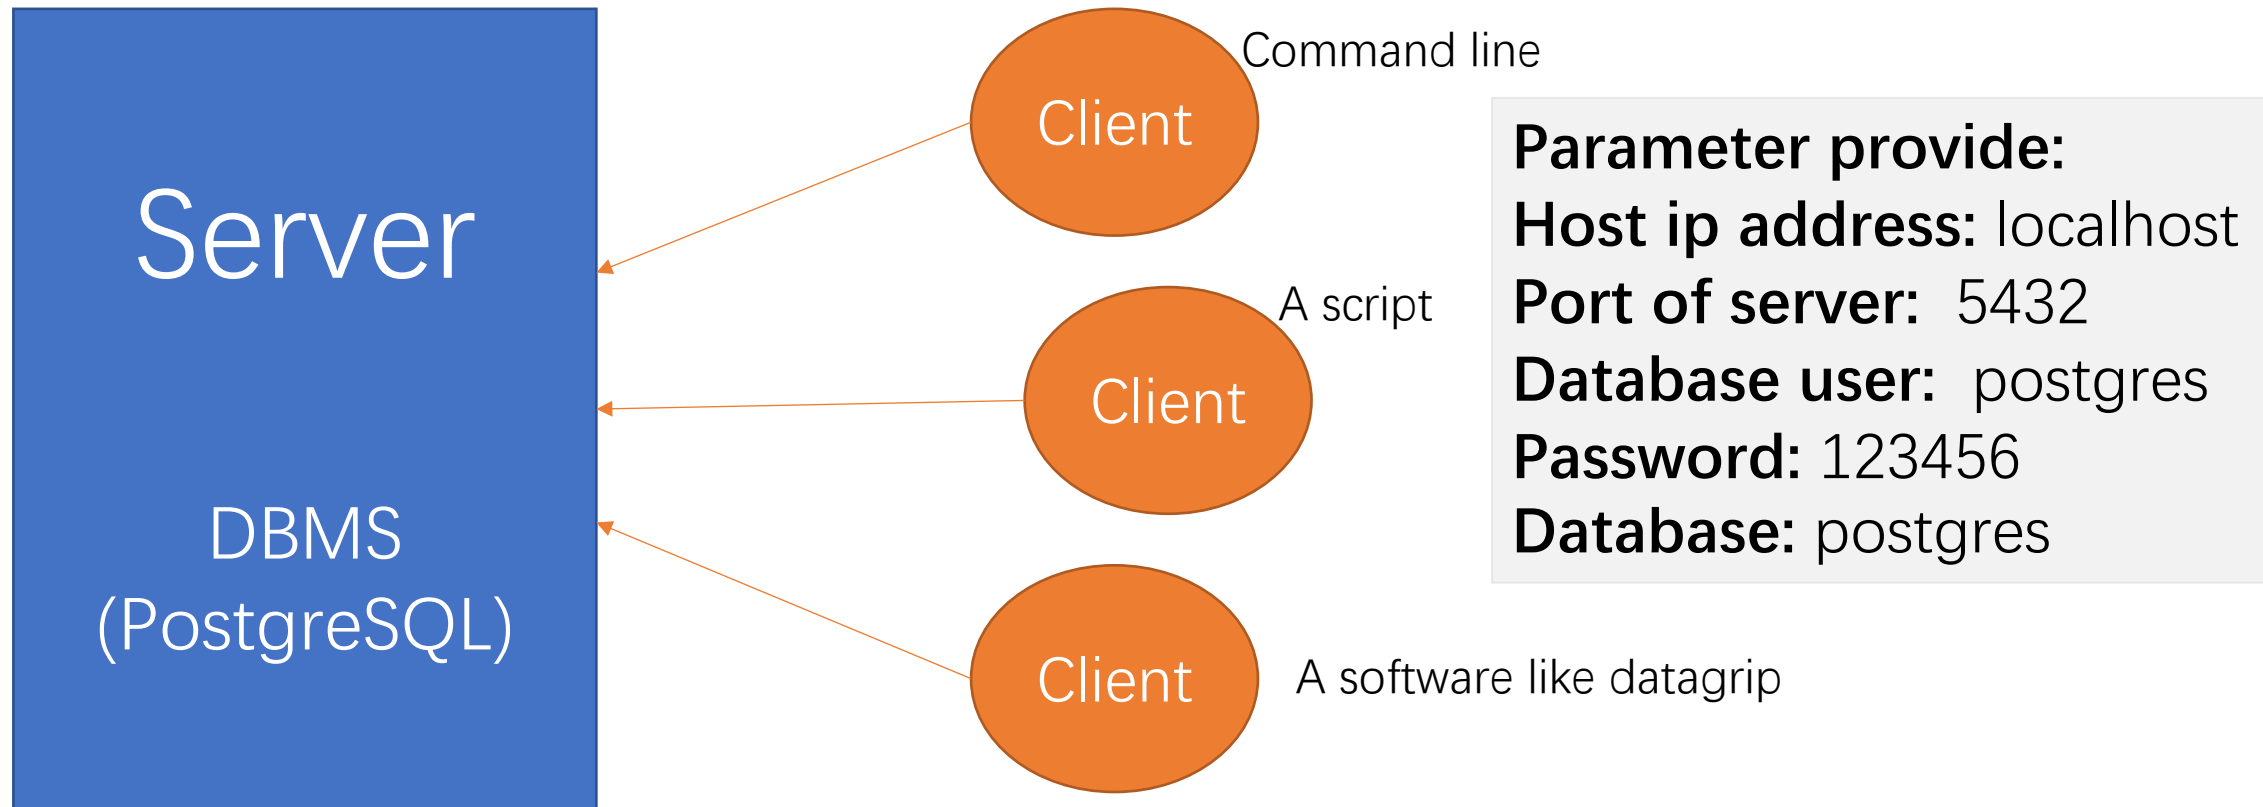 Server
DBMS
(PostgreSQL)
Client
Command line
Client
A script
Client
A software like datagrip
Parameter provide:
Host ip address: localhost
Port of server: 5432
Database user: postgres
Password: 123456
Database: postgres